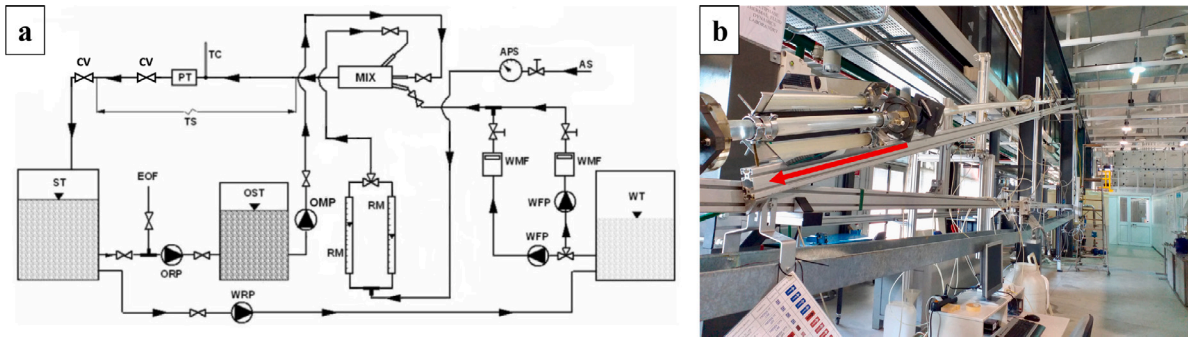 a
b
APS
TC
CV
CV
PT
MIX
AS
TS
WMF
WMF
ST
EOF
OST
OMP
RM
WFP
WT
RM
WFP
ORP
WRP